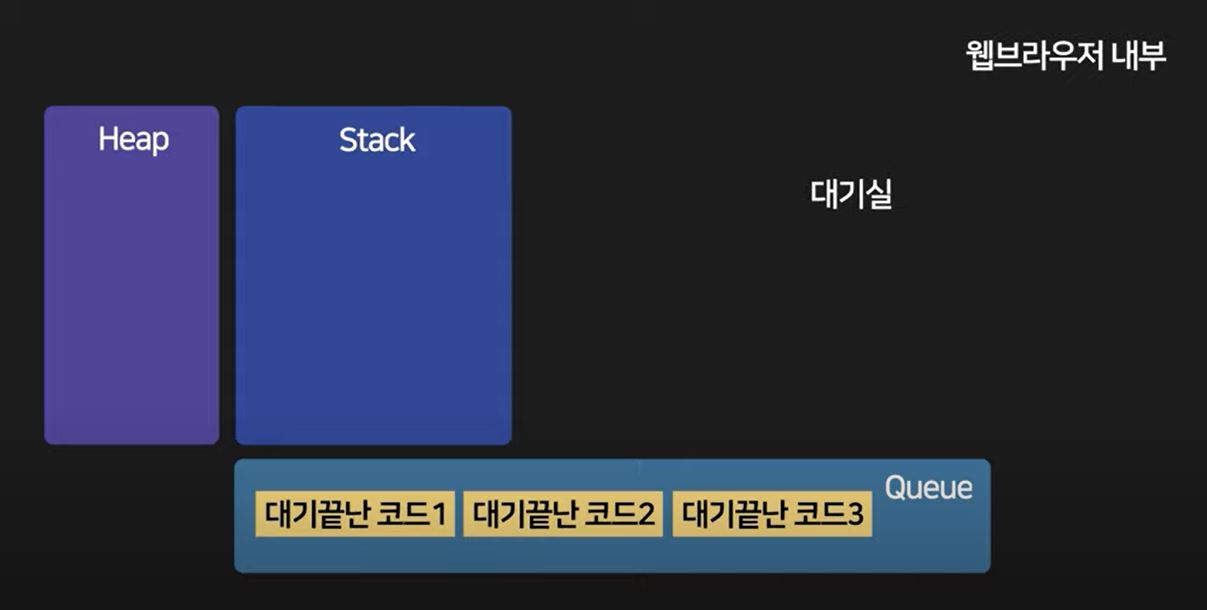 웹브라우저 내부
Heap
Stack
대기실
Queue
대기끝난 코드1
대기끝난 코드2
대기끝난 코드3